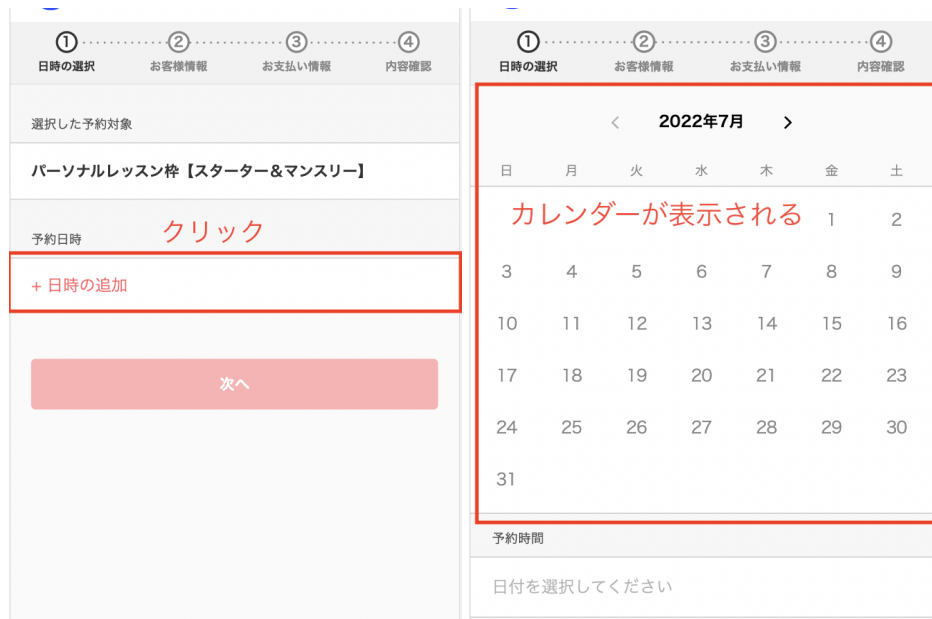 ① ② ③ ④
日時の選択 お客様情報 お支払い情報 内容確認
選択した予約対象
パーソナルレッスン枠【スターター&マンスリー】
予約日時
クリック
+ 日時の追加
次へ
① ② ③ ④
日時の選択 お客様情報 お支払い情報 内容確認
2022年7月
日 月 火 水 木 金 土
カレンダーが表示される
1 2
3 4 5 6 7 8 9
10 11 12 13 14 15 16
17 18 19 20 21 22 23
24 25 26 27 28 29 30
31
予約時間
日付を選択してください